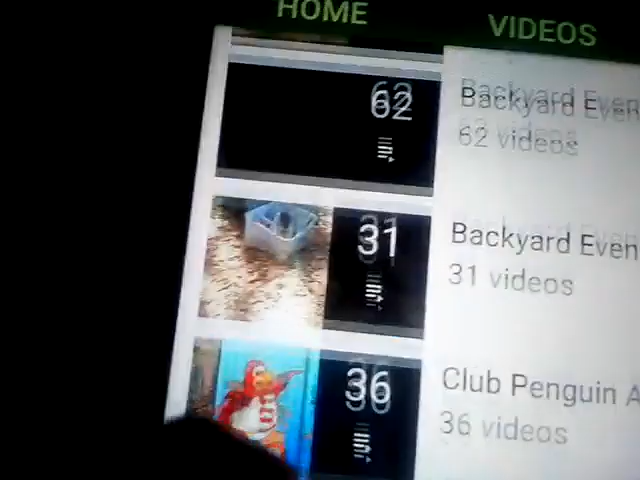 HOME
VIDEOS
62
Backyard Even
62 videos
31
Backyard Even
31 videos
36
Club Penguin A
36 videos